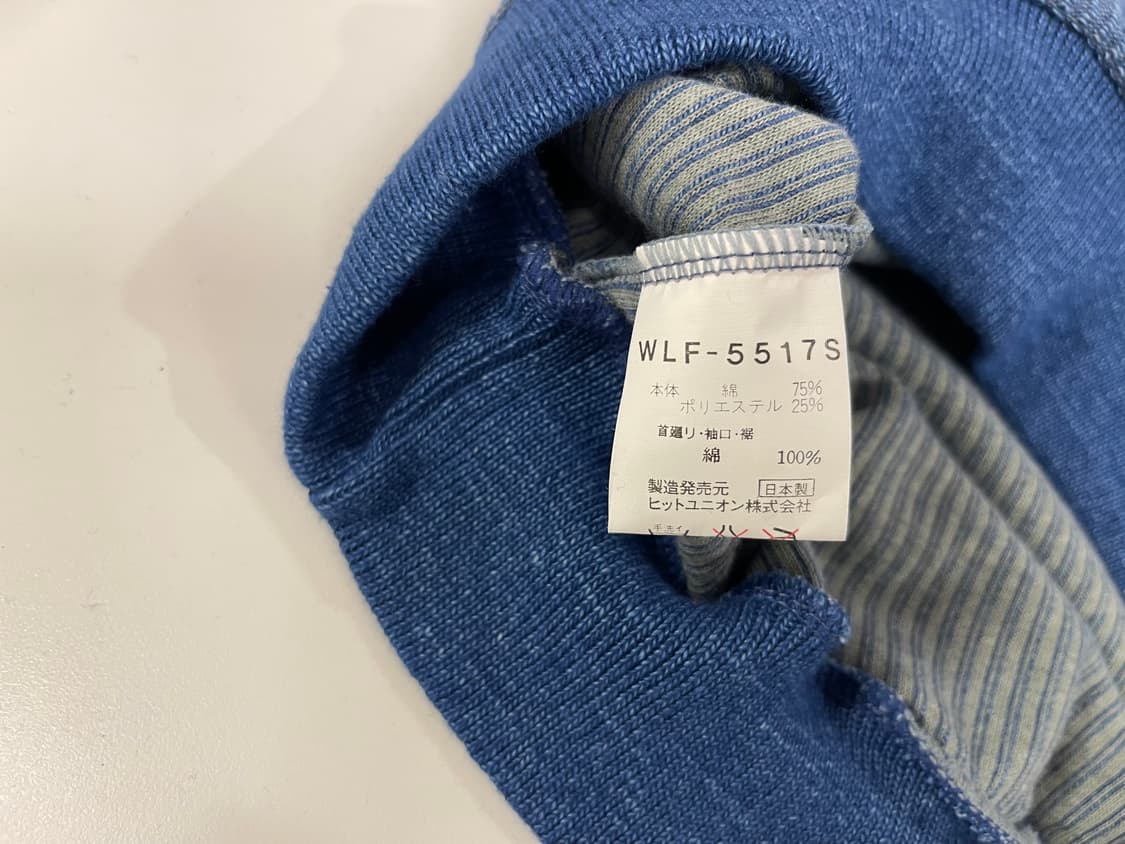 WLF-5517S
本体 綿 75%
ポリエステル 25%
首廻り・袖口・裾
綿 100%
製造発売元 日本製
ヒットユニオン株式会社